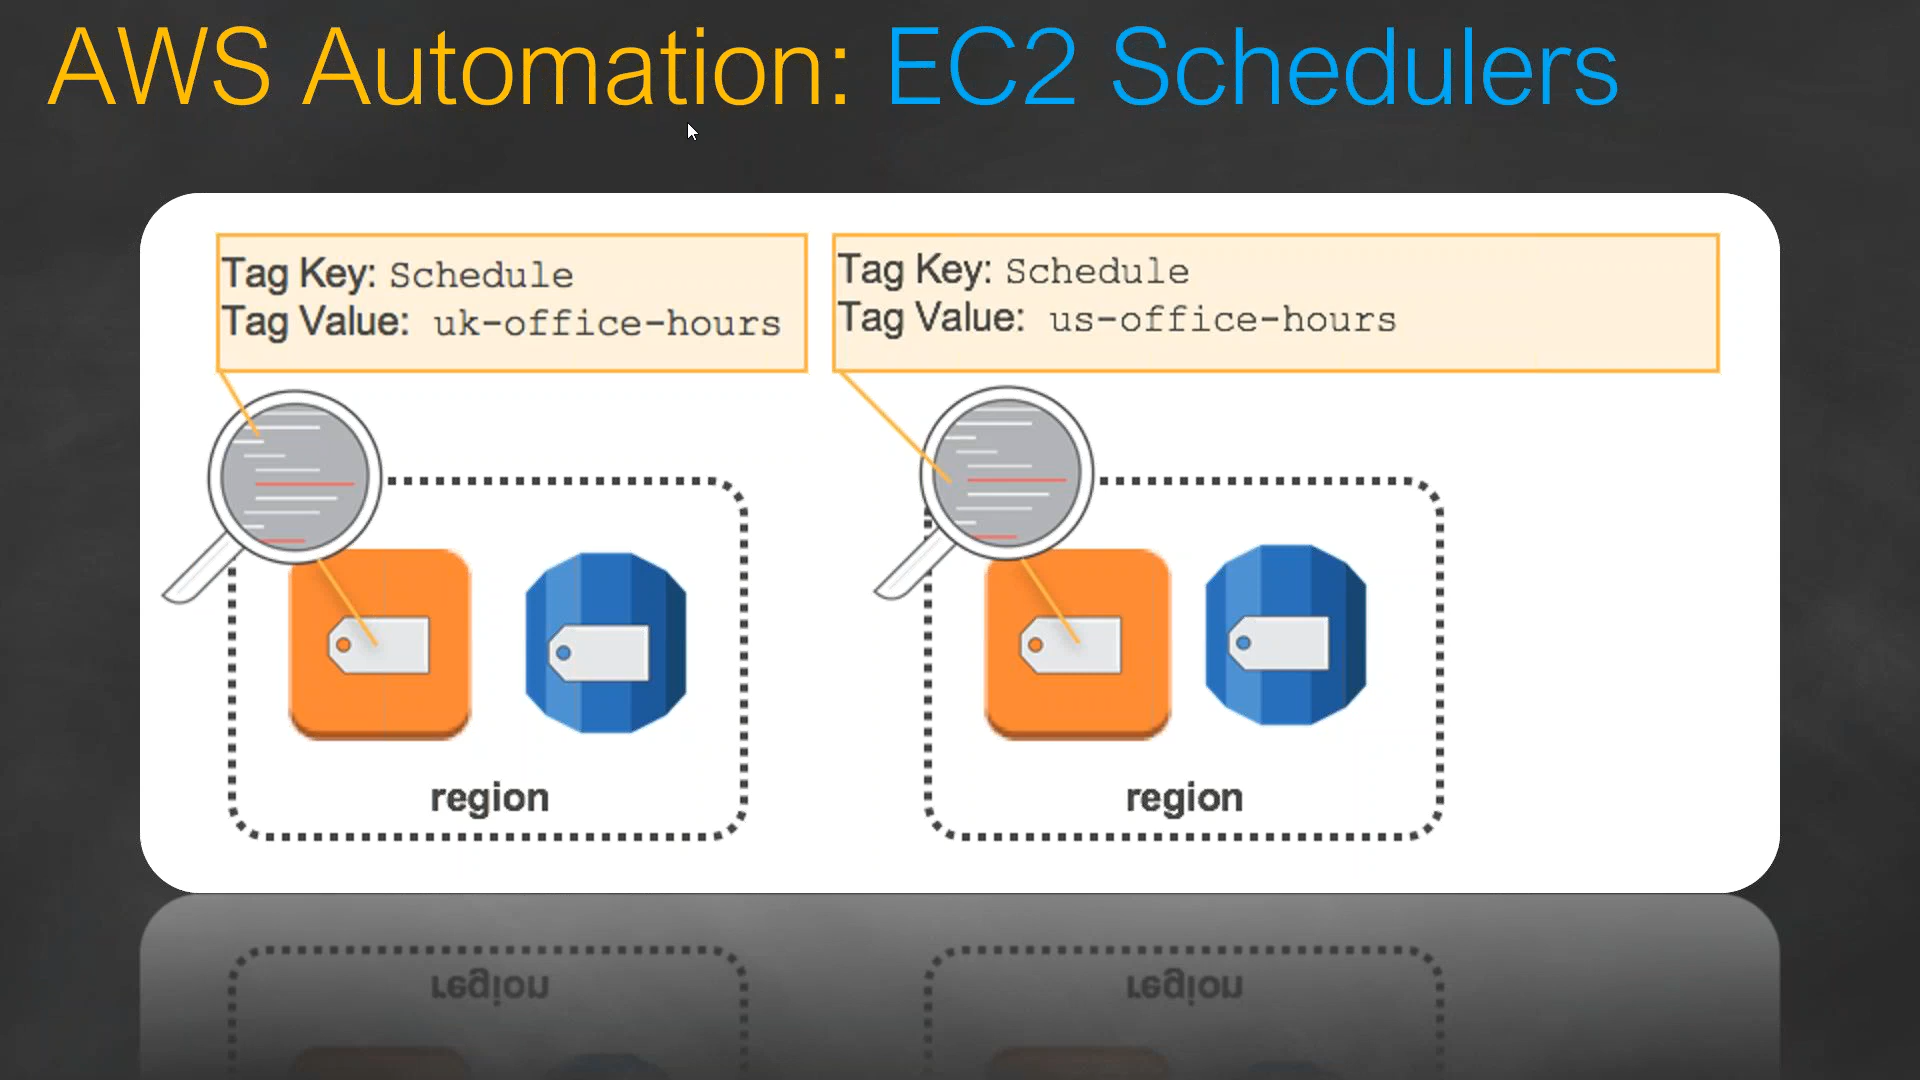 AWS Automation: EC2 Schedulers
Tag Key: Schedule
Tag Value: uk-office-hours
Tag Key: Schedule
Tag Value: us-office-hours
region
region
region
region